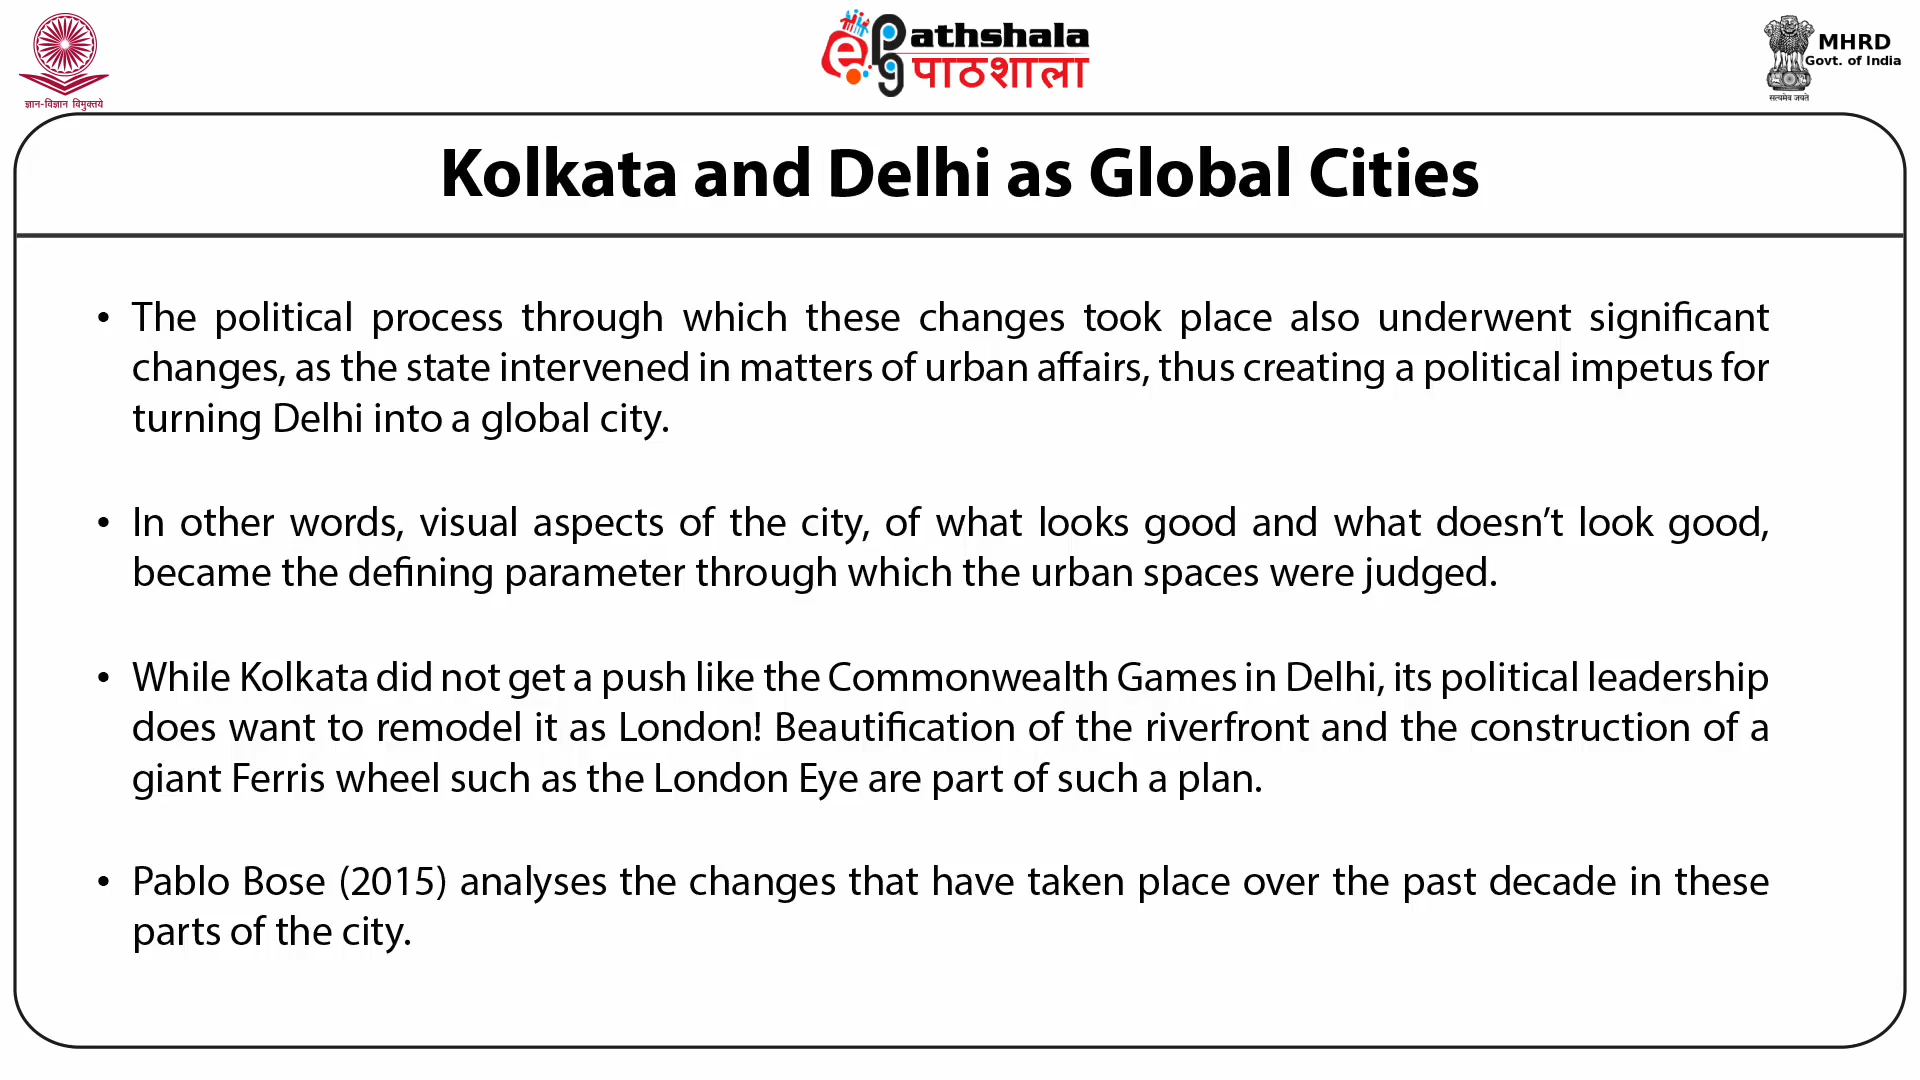 ज्ञान-विज्ञान विमुक्तये
ePG Pathshala
पाठशाला
MHRD
Govt. of India
सत्यमेव जयते
Kolkata and Delhi as Global Cities
• The political process through which these changes took place also underwent significant
changes, as the state intervened in matters of urban affairs, thus creating a political impetus for
turning Delhi into a global city.
• In other words, visual aspects of the city, of what looks good and what doesn’t look good,
became the defining parameter through which the urban spaces were judged.
• While Kolkata did not get a push like the Commonwealth Games in Delhi, its political leadership
does want to remodel it as London! Beautification of the riverfront and the construction of a
giant Ferris wheel such as the London Eye are part of such a plan.
• Pablo Bose (2015) analyses the changes that have taken place over the past decade in these
parts of the city.